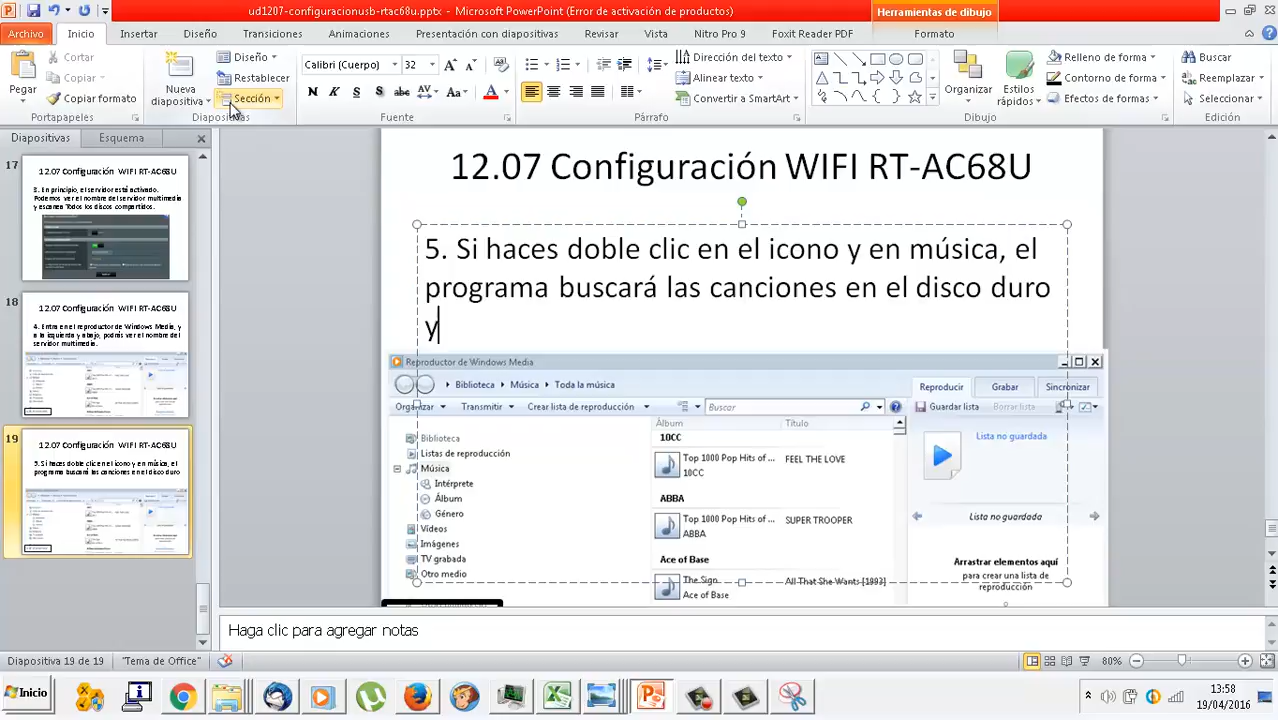 ud1207-configuracionusb-rtac68u.pptx - Microsoft PowerPoint (Error de activación de productos)
Herramientas de dibujo
Archivo Inicio Insertar Diseño Transiciones Animaciones Presentación con diapositivas Revisar Vista Nitro Pro 9 Foxit Reader PDF Formato
Pegar
Cortar
Copiar
Copiar formato
Portapapeles
Nueva diapositiva
Diseño
Restablecer
Sección
Diapositivas
Calibri (Cuerpo) 32
N K S S abc AV Aa A
Fuente
Párrafo
Dirección del texto
Alinear texto
Convertir a SmartArt
Organizar
Estilos rápidos
Dibujo
Relleno de forma
Contorno de forma
Efectos de formas
Buscar
Reemplazar
Seleccionar
Edición
Diapositivas Esquema
17
12.07 Configuración WIFI RT-AC68U
3. En principio, el servidor está activado.
Podemos ver el nombre del servidor multimedia
y escanea Todos los discos compartidos.
18
12.07 Configuración WIFI RT-AC68U
4. Entra en el reproductor de Windows Media, y
a la izquierda y abajo, podrás ver el nombre del
servidor multimedia.
19
12.07 Configuración WIFI RT-AC68U
5. Si haces doble clic en el icono y en música, el
programa buscará las canciones en el disco duro
12.07 Configuración WIFI RT-AC68U
5. Si haces doble clic en el icono y en música, el
programa buscará las canciones en el disco duro
y
Reproductor de Windows Media
Biblioteca Música Toda la música
Reproducir Grabar Sincronizar
Organizar Transmitir Crear lista de reproducción Buscar
Guardar lista Borrar lista
Biblioteca
Listas de reproducción
Música
Intérprete
Álbum
Género
Vídeos
Imágenes
TV grabada
Otro medio
Álbum Título
10CC
Top 1000 Pop Hits of ... FEEL THE LOVE
10CC
ABBA
Top 1000 Pop Hits of ... SUPER TROOPER
ABBA
Ace of Base
The Sign All That She Wants [1993]
Ace of Base
Lista no guardada
Lista no guardada
Arrastrar elementos aquí
para crear una lista de
reproducción
Haga clic para agregar notas
Diapositiva 19 de 19 "Tema de Office" 80%
Inicio
13:58
19/04/2016